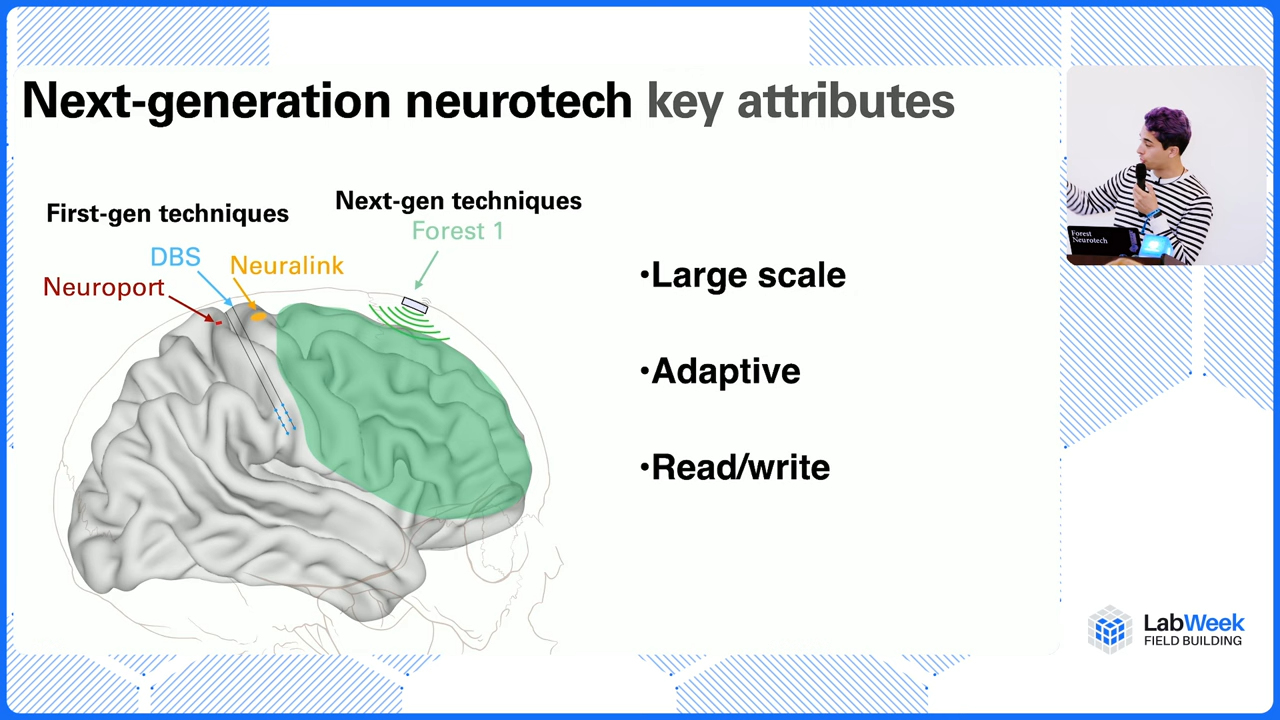 Next-generation neurotech key attributes
First-gen techniques
Next-gen techniques
Forest 1
DBS
Neuralink
Neuroport
•Large scale
•Adaptive
•Read/write
Forest
Neurotech
LabWeek
FIELD BUILDING